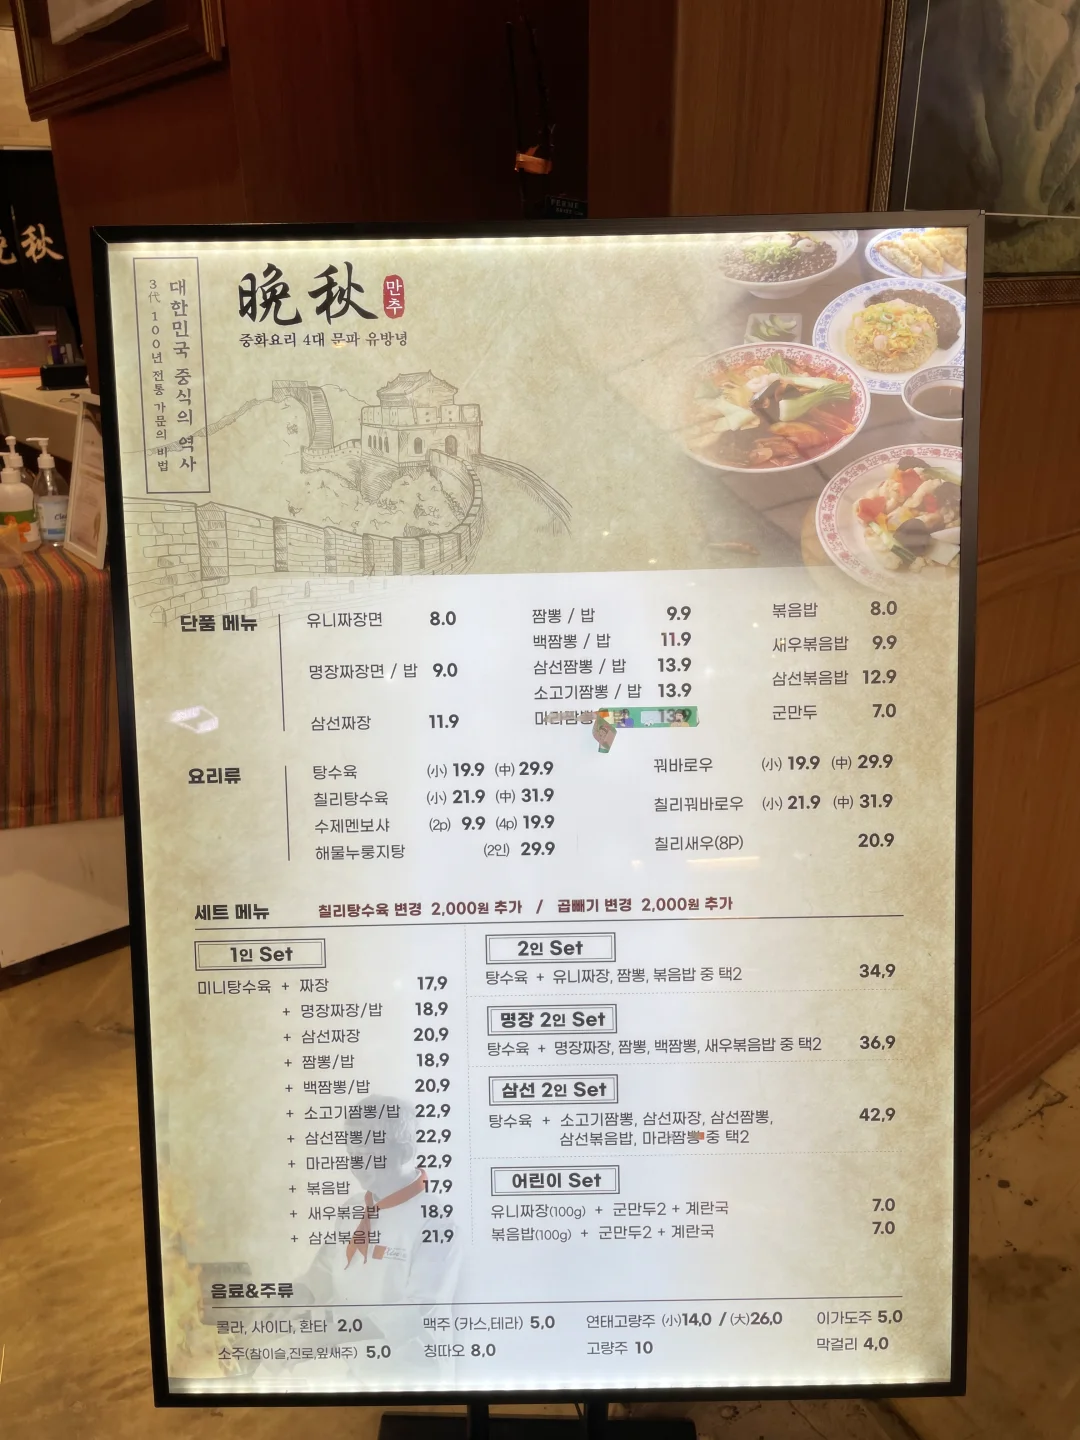 晩秋
대한민국 중식의 역사
3代 100년 전통 가문의 비법
晩秋 만추
중화요리 4대 문파 유방녕
단품 메뉴
유니짜장면 8.0
명장짜장면 / 밥 9.0
삼선짜장 11.9
짬뽕 / 밥 9.9
백짬뽕 / 밥 11.9
삼선짬뽕 / 밥 13.9
소고기짬뽕 / 밥 13.9
마라짬뽕 밥 13.9
볶음밥 8.0
새우볶음밥 9.9
삼선볶음밥 12.9
군만두 7.0
요리류
탕수육 (小) 19.9 (中) 29.9
칠리탕수육 (小) 21.9 (中) 31.9
수제멘보샤 (2p) 9.9 (4p) 19.9
해물누룽지탕 (2인) 29.9
꿔바로우 (小) 19.9 (中) 29.9
칠리꿔바로우 (小) 21.9 (中) 31.9
칠리새우(8P) 20.9
세트 메뉴 칠리탕수육 변경 2,000원 추가 / 곱빼기 변경 2,000원 추가
1인 Set
미니탕수육 + 짜장 17,9
+ 명장짜장/밥 18,9
+ 삼선짜장 20,9
+ 짬뽕/밥 18,9
+ 백짬뽕/밥 20,9
+ 소고기짬뽕/밥 22,9
+ 삼선짬뽕/밥 22,9
+ 마라짬뽕/밥 22,9
+ 볶음밥 17,9
+ 새우볶음밥 18,9
+ 삼선볶음밥 21,9
2인 Set
탕수육 + 유니짜장, 짬뽕, 볶음밥 중 택2 34,9
명장 2인 Set
탕수육 + 명장짜장, 짬뽕, 백짬뽕, 새우볶음밥 중 택2 36,9
삼선 2인 Set
탕수육 + 소고기짬뽕, 삼선짜장, 삼선짬뽕, 42,9
삼선볶음밥, 마라짬뽕 중 택2
어린이 Set
유니짜장(100g) + 군만두2 + 계란국 7.0
볶음밥(100g) + 군만두2 + 계란국 7.0
음료&주류
콜라, 사이다, 환타 2,0
맥주 (카스,테라) 5,0
연태고량주 (小)14,0 / (大)26,0
이가도주 5,0
소주(참이슬,진로,잎새주) 5,0
칭따오 8,0
고량주 10
막걸리 4,0